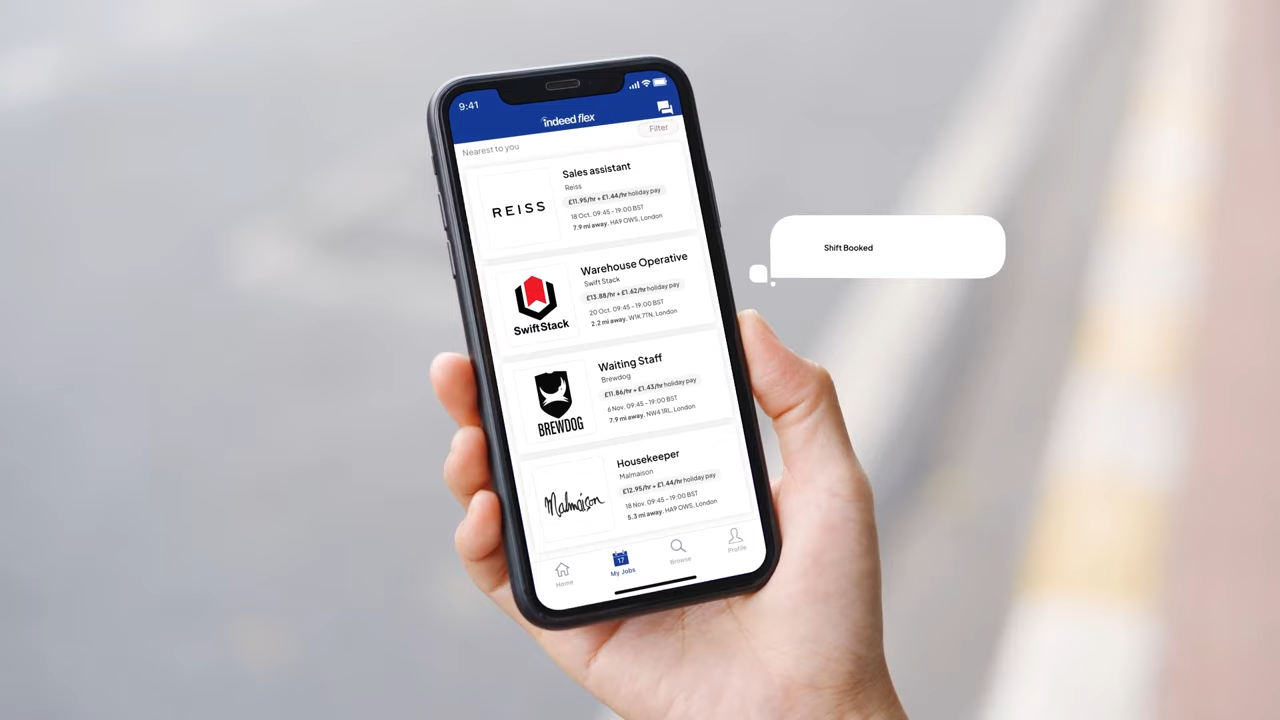 9:41
indeed flex
Filter
Nearest to you
REISS
Sales assistant
Reiss
£11.95/hr + £1.44/hr holiday pay
18 Oct. 09:45 - 19:00 BST
7.9 mi away. HA9 OWS, London
SwiftStack
Warehouse Operative
Swift Stack
£13.88/hr + £1.62/hr holiday pay
20 Oct. 09:45 - 19:00 BST
2.2 mi away. W1K 7TN, London
BREWDOG
Waiting Staff
Brewdog
£11.86/hr + £1.43/hr holiday pay
6 Nov. 09:45 - 19:00 BST
7.9 mi away. NW4 1RL, London
Malmaison
Housekeeper
Malmaison
£12.95/hr + £1.44/hr holiday pay
18 Nov. 09:45 - 19:00 BST
5.3 mi away. HA9 OWS, London
Home
17
My Jobs
Browse
Profile
Shift Booked